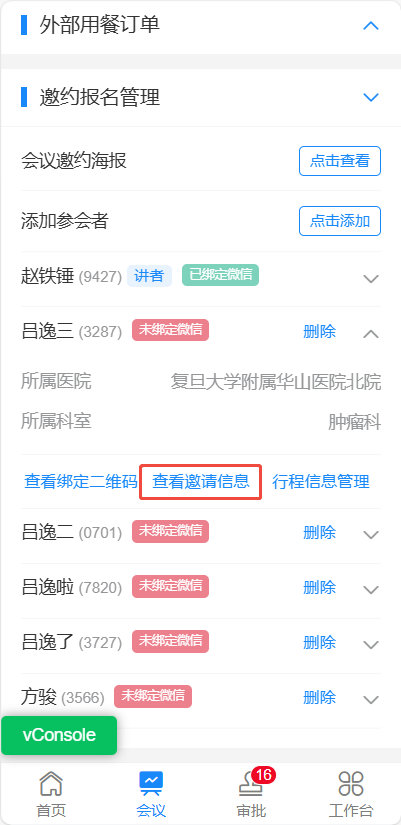 外部用餐订单
邀约报名管理
会议邀约海报 点击查看
添加参会者 点击添加
赵铁锤 (9427) 讲者 已绑定微信
吕逸三 (3287) 未绑定微信 删除
所属医院 复旦大学附属华山医院北院
所属科室 肿瘤科
查看绑定二维码 查看邀请信息 行程信息管理
吕逸二 (0701) 未绑定微信 删除
吕逸啦 (7820) 未绑定微信 删除
吕逸了 (3727) 未绑定微信 删除
方骏 (3566) 未绑定微信 删除
vConsole
16
首页 会议 审批 工作台